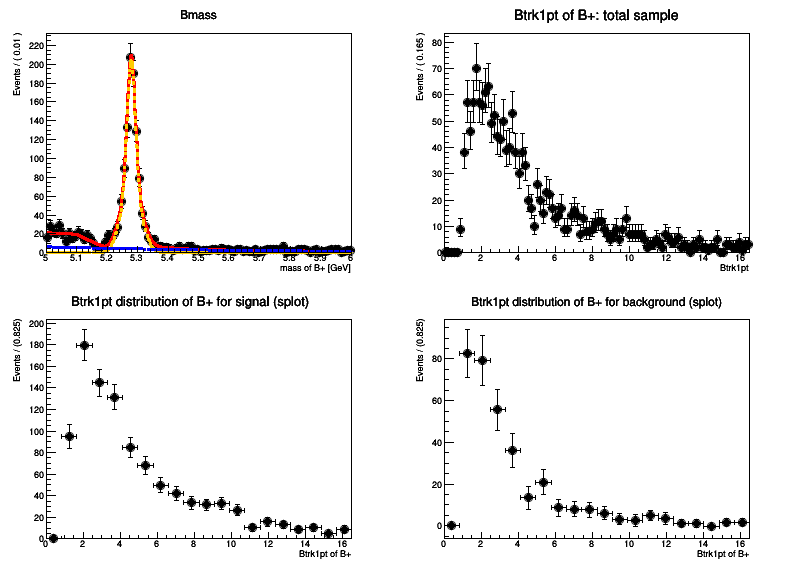 Bmass
Events / ( 0.01 )
220
200
180
160
140
120
100
80
60
40
20
0
5 5.1 5.2 5.3 5.4 5.5 5.6 5.7 5.8 5.9 6
mass of B+ [GeV]
Btrk1pt of B+: total sample
Events / ( 0.165 )
80
70
60
50
40
30
20
10
0
0 2 4 6 8 10 12 14 16
Btrk1pt
Btrk1pt distribution of B+ for signal (splot)
Events / (0.825)
200
180
160
140
120
100
80
60
40
20
0
0 2 4 6 8 10 12 14 16
Btrk1pt of B+
Btrk1pt distribution of B+ for background (splot)
Events / (0.825)
80
60
40
20
0
0 2 4 6 8 10 12 14 16
Btrk1pt of B+